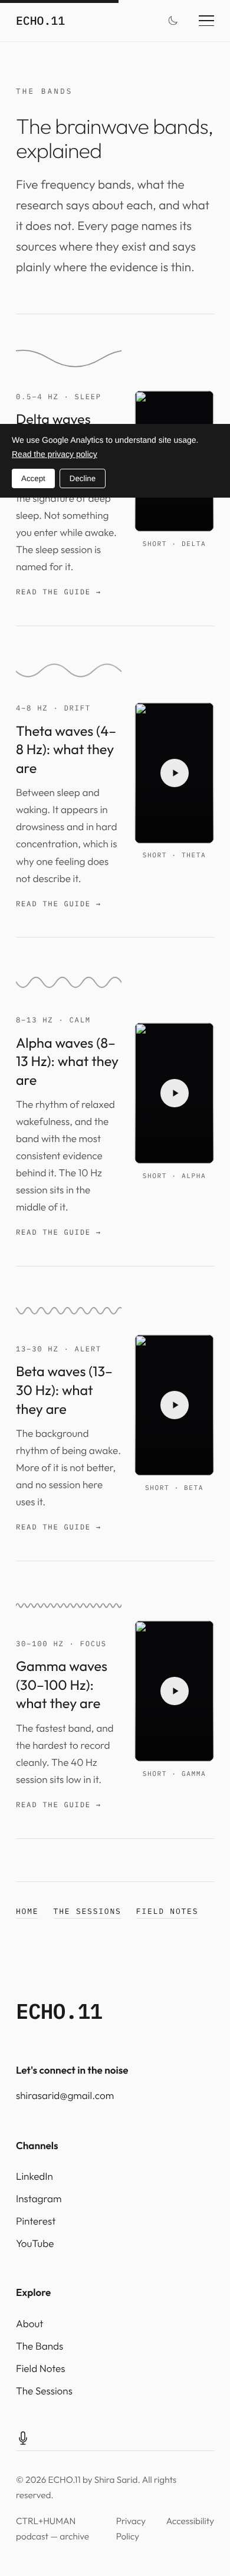 ECHO.11
THE BANDS
The brainwave bands,
explained
Five frequency bands, what the
research says about each, and what
it does not. Every page names its
sources where they exist and says
plainly where the evidence is thin.
0.5–4 HZ · SLEEP
Delta waves
We use Google Analytics to understand site usage.
Read the privacy policy
Accept
Decline
the signature of deep
sleep. Not something
you enter while awake.
The sleep session is
named for it.
READ THE GUIDE →
SHORT · DELTA
4–8 HZ · DRIFT
Theta waves (4–
8 Hz): what they
are
Between sleep and
waking. It appears in
drowsiness and in hard
concentration, which is
why one feeling does
not describe it.
READ THE GUIDE →
SHORT · THETA
8–13 HZ · CALM
Alpha waves (8–
13 Hz): what they
are
The rhythm of relaxed
wakefulness, and the
band with the most
consistent evidence
behind it. The 10 Hz
session sits in the
middle of it.
READ THE GUIDE →
SHORT · ALPHA
13–30 HZ · ALERT
Beta waves (13–
30 Hz): what
they are
The background
rhythm of being awake.
More of it is not better,
and no session here
uses it.
READ THE GUIDE →
SHORT · BETA
30–100 HZ · FOCUS
Gamma waves
(30–100 Hz):
what they are
The fastest band, and
the hardest to record
cleanly. The 40 Hz
session sits low in it.
READ THE GUIDE →
SHORT · GAMMA
HOME THE SESSIONS FIELD NOTES
ECHO.11
Let's connect in the noise
shirasarid@gmail.com
Channels
LinkedIn
Instagram
Pinterest
YouTube
Explore
About
The Bands
Field Notes
The Sessions
© 2026 ECHO.11 by Shira Sarid. All rights
reserved.
CTRL+HUMAN
podcast — archive
Privacy
Policy
Accessibility